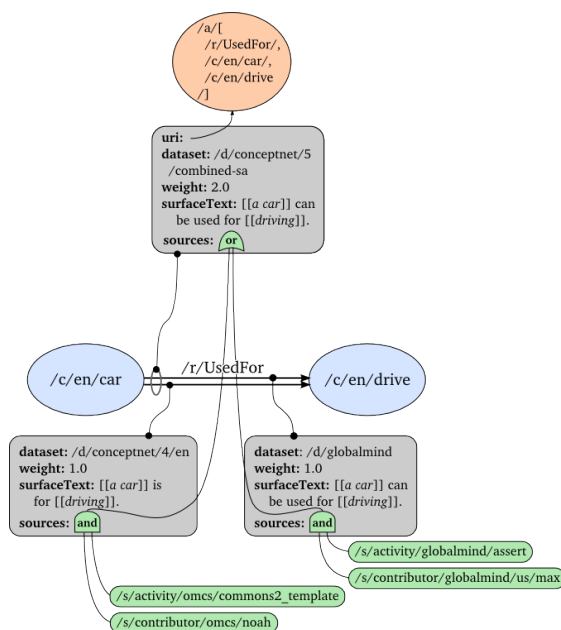 /a/[
/r/UsedFor/,
/c/en/car/,
/c/en/drive
/]
uri:
dataset: /d/conceptnet/5
/combined-sa
weight: 2.0
surfaceText: [[a car]] can
be used for [[driving]].
sources: or
/c/en/car
/r/UsedFor
/c/en/drive
dataset: /d/conceptnet/4/en
weight: 1.0
surfaceText: [[a car]] is
for [[driving]].
sources: and
dataset: /d/globalmind
weight: 1.0
surfaceText: [[a car]] can
be used for [[driving]].
sources: and
/s/activity/globalmind/assert
/s/contributor/globalmind/us/max
/s/activity/omcs/commons2_template
/s/contributor/omcs/noah